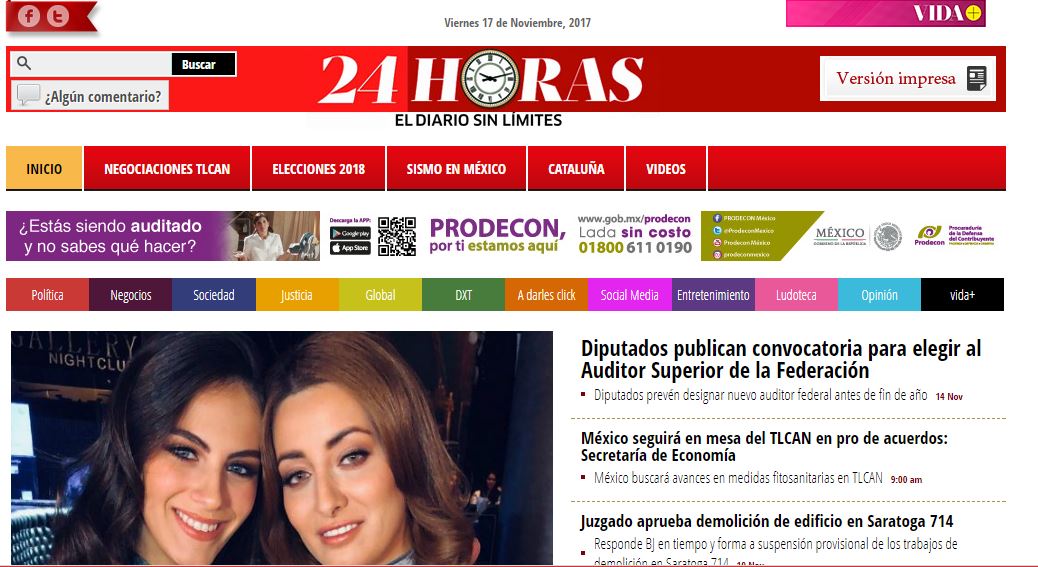 Viernes 17 de Noviembre, 2017
VIDA+
Buscar
¿Algún comentario?
24 HORAS
EL DIARIO SIN LÍMITES
Versión impresa
INICIO
NEGOCIACIONES TLCAN
ELECCIONES 2018
SISMO EN MÉXICO
CATALUÑA
VIDEOS
¿Estás siendo auditado
y no sabes qué hacer?
Descarga la APP:
Google play
App Store
PRODECON,
por ti estamos aquí
www.gob.mx/prodecon
Lada sin costo
01800 611 0190
PRODECON México
@ProdeconMexico
Prodecon México
prodeconmexico
MÉXICO
GOBIERNO DE LA REPÚBLICA
Prodecon
Procuraduría
de la Defensa
del Contribuyente
Política
Negocios
Sociedad
Justicia
Global
DXT
A darles click
Social Media
Entretenimiento
Ludoteca
Opinión
vida+
GALLERY
NIGHTCLUB
Diputados publican convocatoria para elegir al
Auditor Superior de la Federación
Diputados prevén designar nuevo auditor federal antes de fin de año 14 Nov
México seguirá en mesa del TLCAN en pro de acuerdos:
Secretaría de Economía
México buscará avances en medidas fitosanitarias en TLCAN 9:00 am
Juzgado aprueba demolición de edificio en Saratoga 714
Responde BJ en tiempo y forma a suspensión provisional de los trabajos de
demolición en Saratoga 714